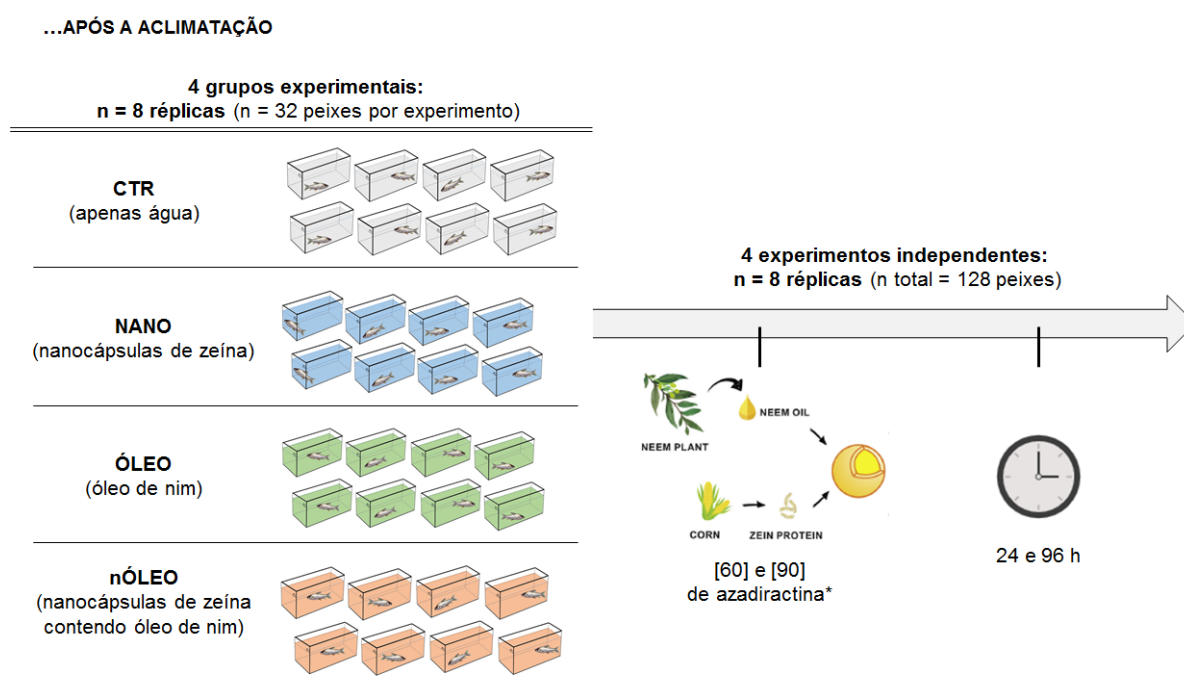 ...APÓS A ACLIMATAÇÃO
4 grupos experimentais:
n = 8 réplicas (n = 32 peixes por experimento)
CTR
(apenas água)
NANO
(nanocápsulas de zeína)
ÓLEO
(óleo de nim)
nÓLEO
(nanocápsulas de zeína
contendo óleo de nim)
4 experimentos independentes:
n = 8 réplicas (n total = 128 peixes)
NEEM OIL
NEEM PLANT
CORN
ZEIN PROTEIN
[60] e [90]
de azadiractina*
24 e 96 h